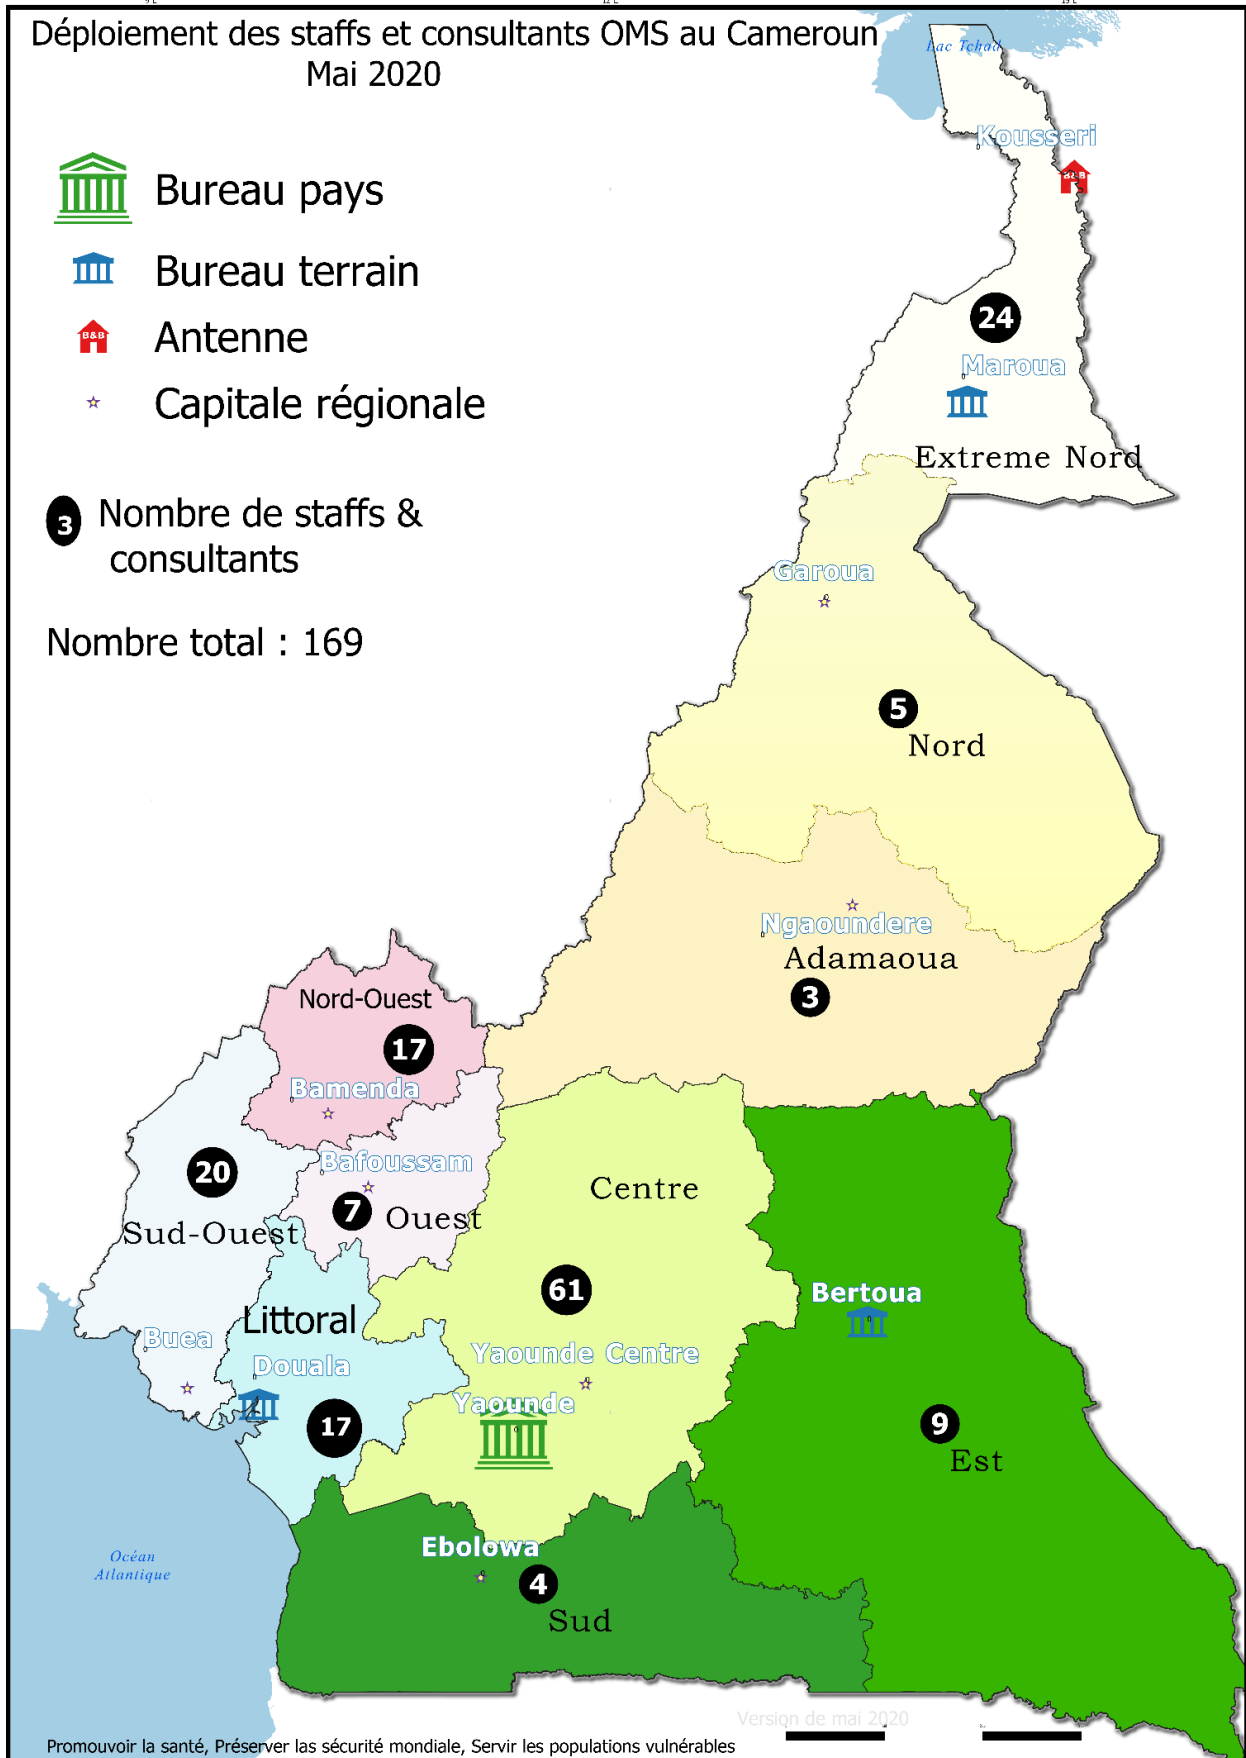 Déploiement des staffs et consultants OMS au Cameroun
Mai 2020
Lac Tchad
Kousseri
B&B
Bureau pays
Bureau terrain
B&B
Antenne
Capitale régionale
24
Maroua
Extreme Nord
3 Nombre de staffs &
consultants
Garoua
Nombre total : 169
5
Nord
Ngaoundere
Adamaoua
3
Nord-Ouest
17
Bamenda
20
Bafoussam
7 Ouest
Sud-Ouest
Centre
61
Littoral
Bertoua
Buea
Douala
Yaounde Centre
Yaounde
17
9
Est
Ebolowa
4
Sud
Océan
Atlantique
Version de mai 2020
Promouvoir la santé, Préserver las sécurité mondiale, Servir les populations vulnérables